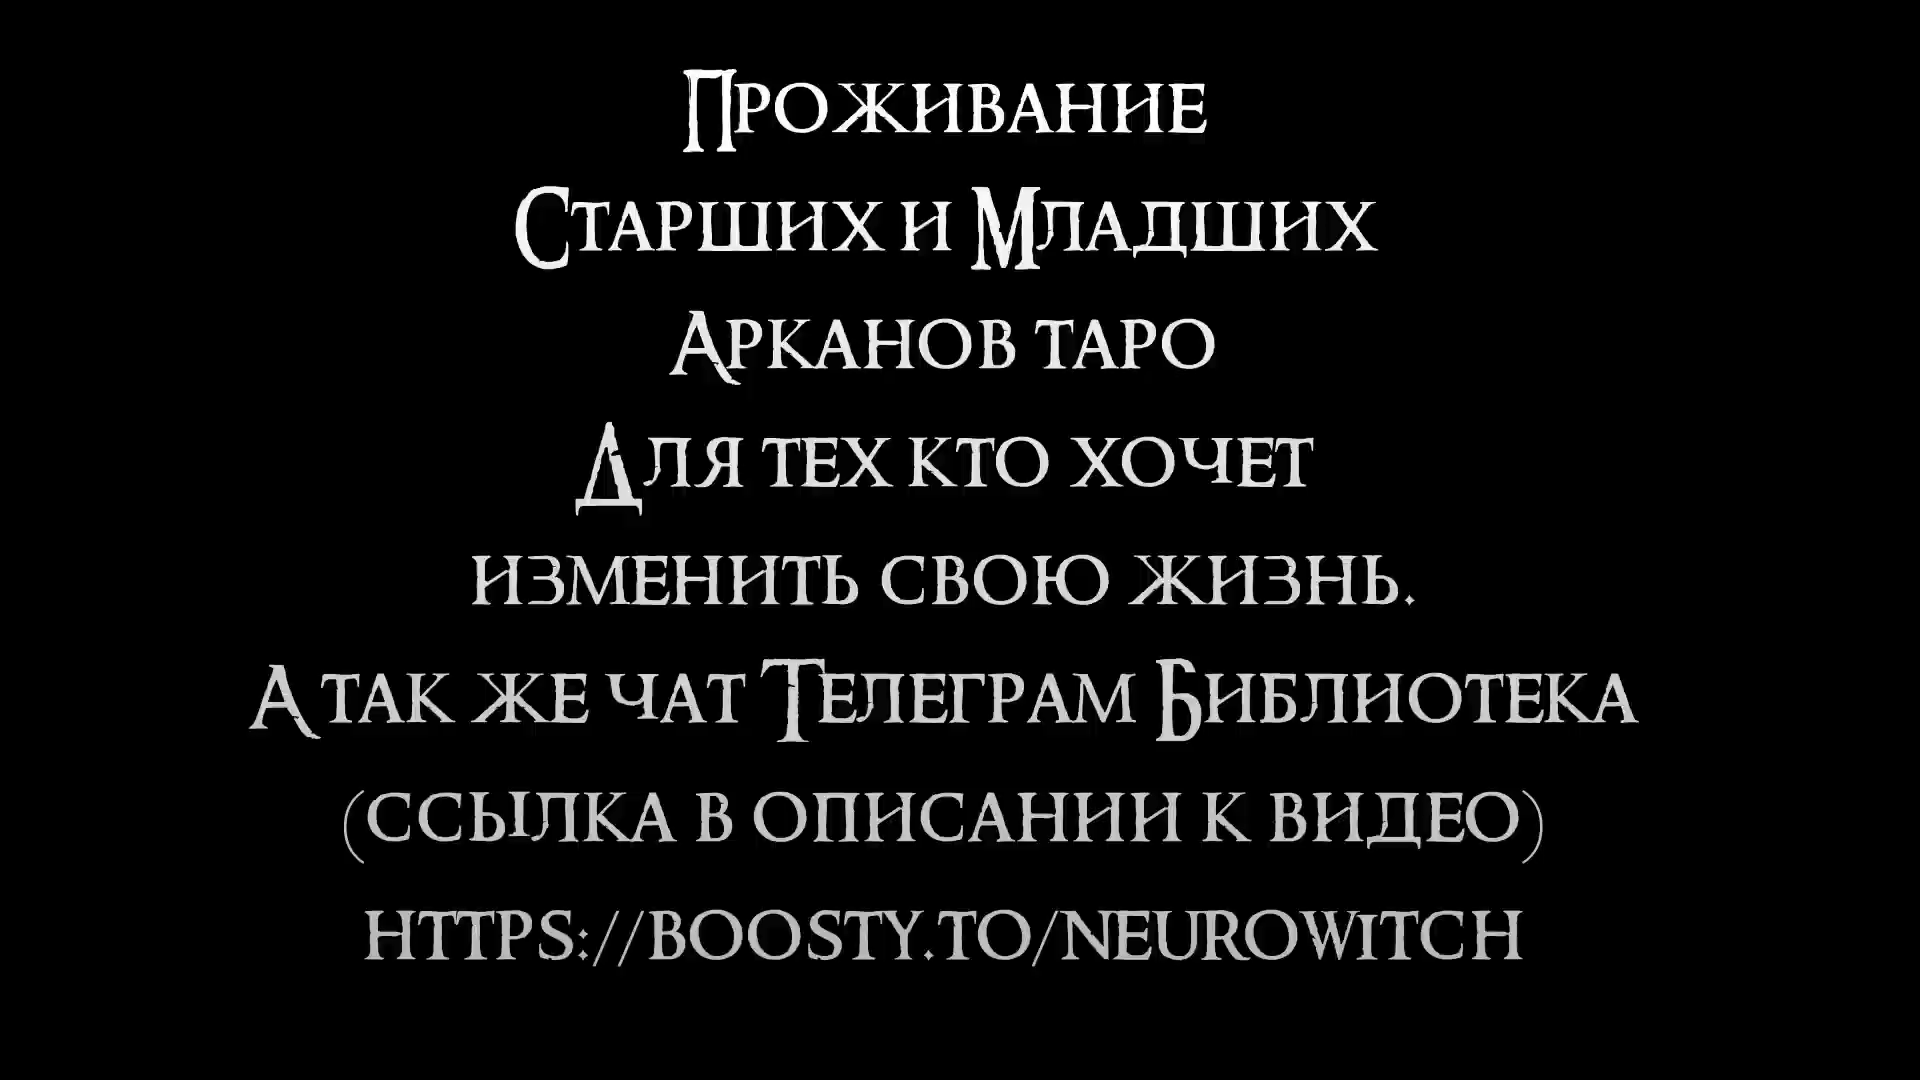 Проживание
Старших и Младших
Арканов таро
Для тех кто хочет
изменить свою жизнь.
А так же чат Телеграм Библиотека
(ссылка в описании к видео)
https://boosty.to/neurowitch